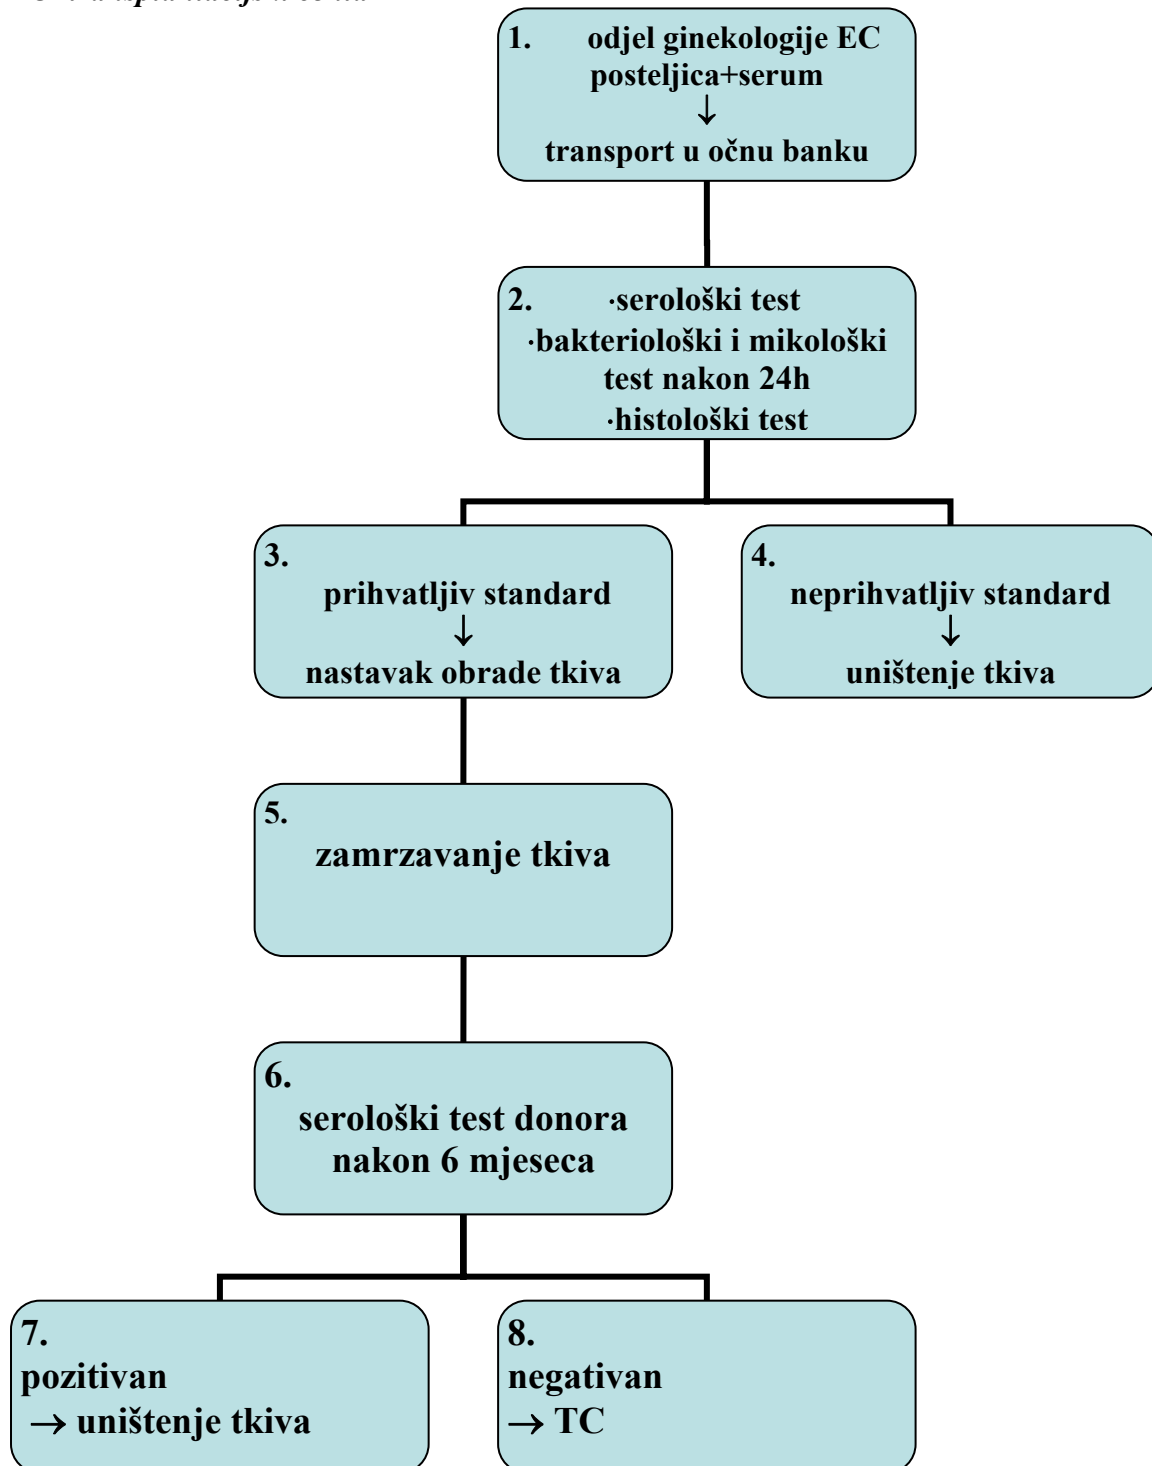 1. odjel ginekologije EC
posteljica+serum
↓
transport u očnu banku
2. ·serološki test
·bakteriološki i mikološki
test nakon 24h
·histološki test
3.
prihvatljiv standard
↓
nastavak obrade tkiva
4.
neprihvatljiv standard
↓
uništenje tkiva
5.
zamrzavanje tkiva
6.
serološki test donora
nakon 6 mjeseca
7.
pozitivan
→ uništenje tkiva
8.
negativan
→ TC